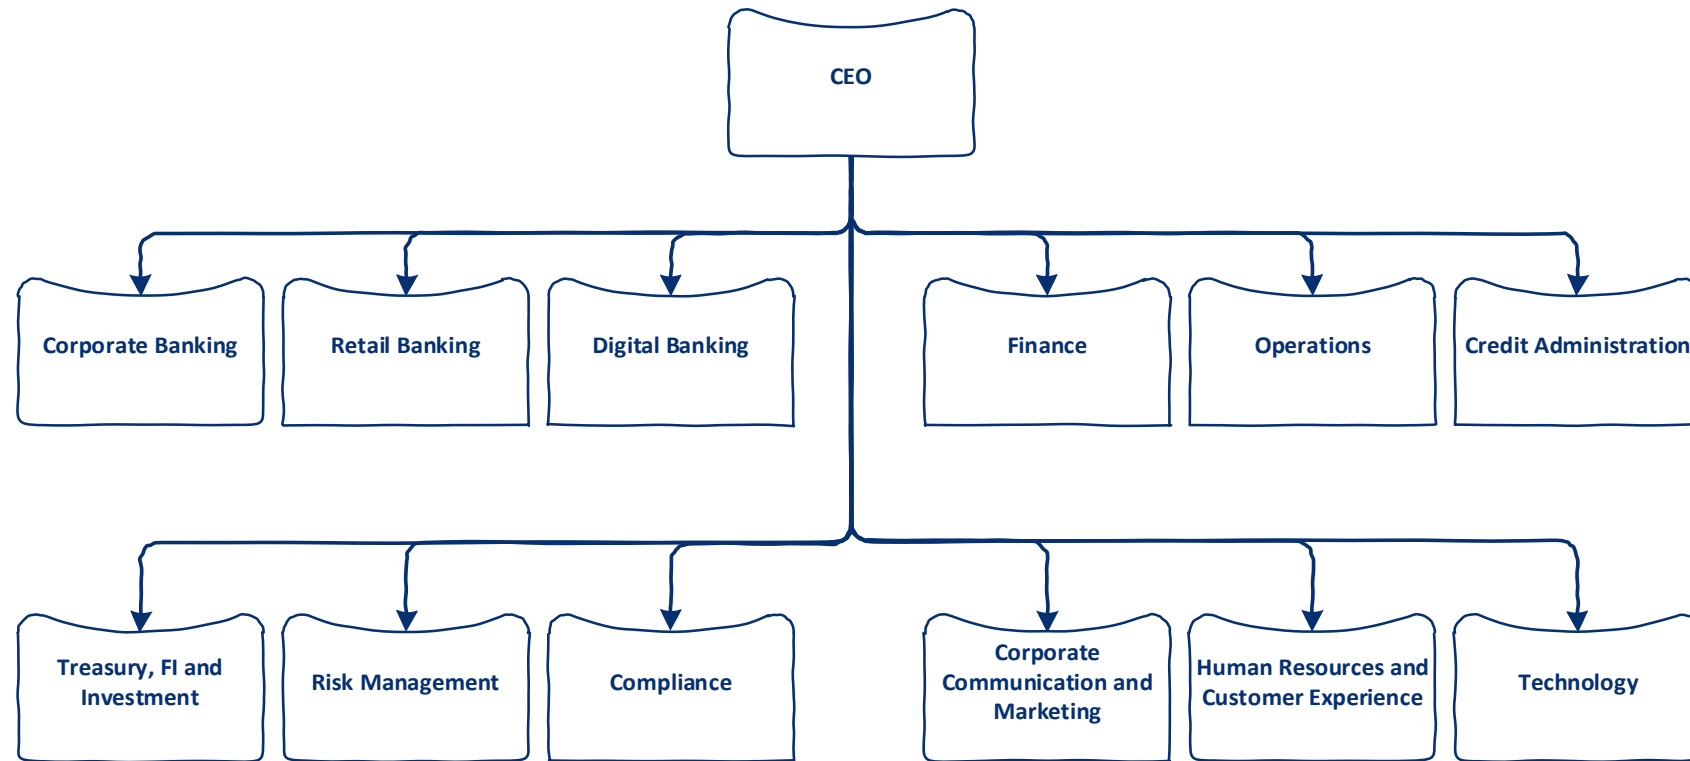 CEO
Corporate Banking
Retail Banking
Digital Banking
Finance
Operations
Credit Administration
Treasury, FI and
Investment
Risk Management
Compliance
Corporate
Communication and
Marketing
Human Resources and
Customer Experience
Technology